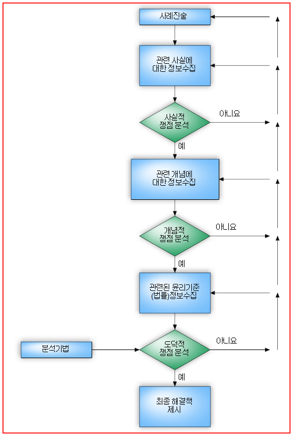 사례진술
관련 사실에
대한 정보수집
사실적
쟁점 분석
아니요
예
관련 개념에
대한 정보수집
개념적
쟁점 분석
아니요
예
관련된 윤리기준
(법률)정보수집
분석기법
도덕적
쟁점 분석
아니요
예
최종 해결책
제시